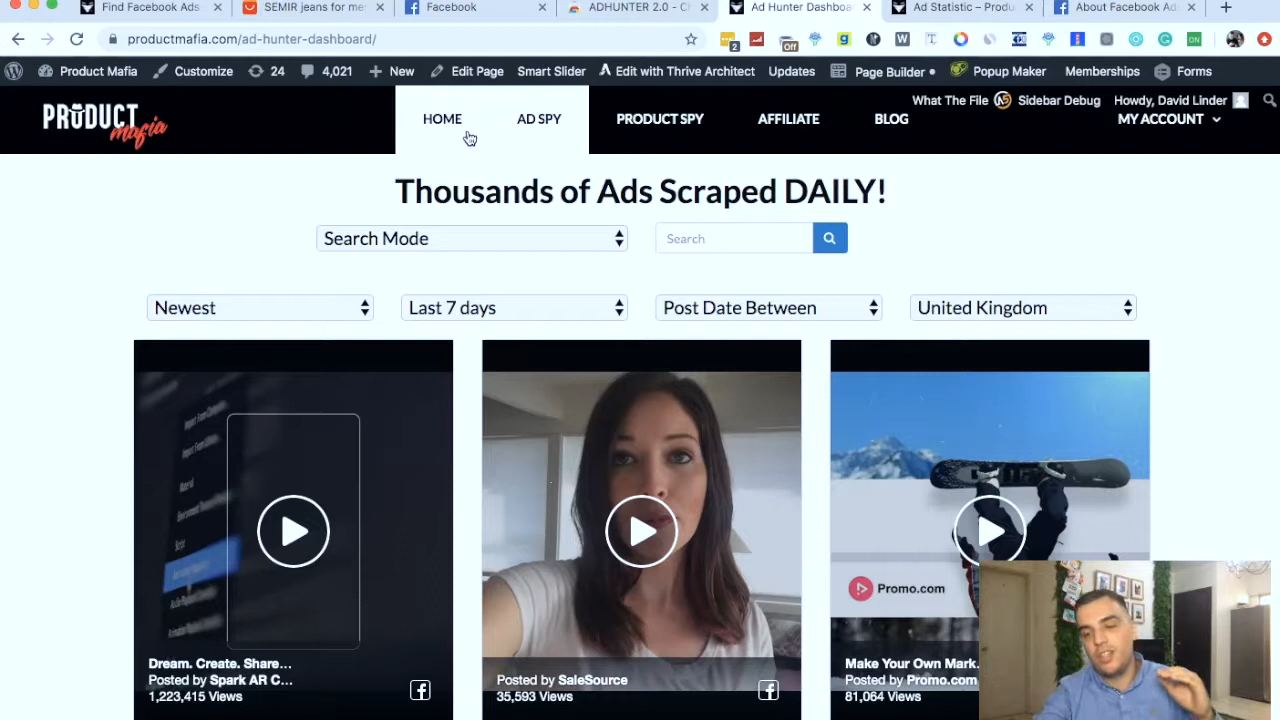 Find Facebook Ads
SEMIR jeans for me
Facebook
ADHUNTER 2.0 - C
Ad Hunter Dashboa
Ad Statistic – Produ
About Facebook Ad
productmafia.com/ad-hunter-dashboard/
2
Off
ON
Product Mafia
Customize
24
4,021
New
Edit Page
Smart Slider
Edit with Thrive Architect
Updates
Page Builder
Popup Maker
Memberships
Forms
What The File
Sidebar Debug
Howdy, David Linder
PRODUCT
mafia
HOME
AD SPY
PRODUCT SPY
AFFILIATE
BLOG
MY ACCOUNT
Thousands of Ads Scraped DAILY!
Search Mode
Search
Newest
Last 7 days
Post Date Between
United Kingdom
Dream. Create. Share...
Posted by Spark AR C...
1,223,415 Views
Posted by SaleSource
35,593 Views
Promo.com
Make Your Own Mark.
Posted by Promo.com
81,064 Views